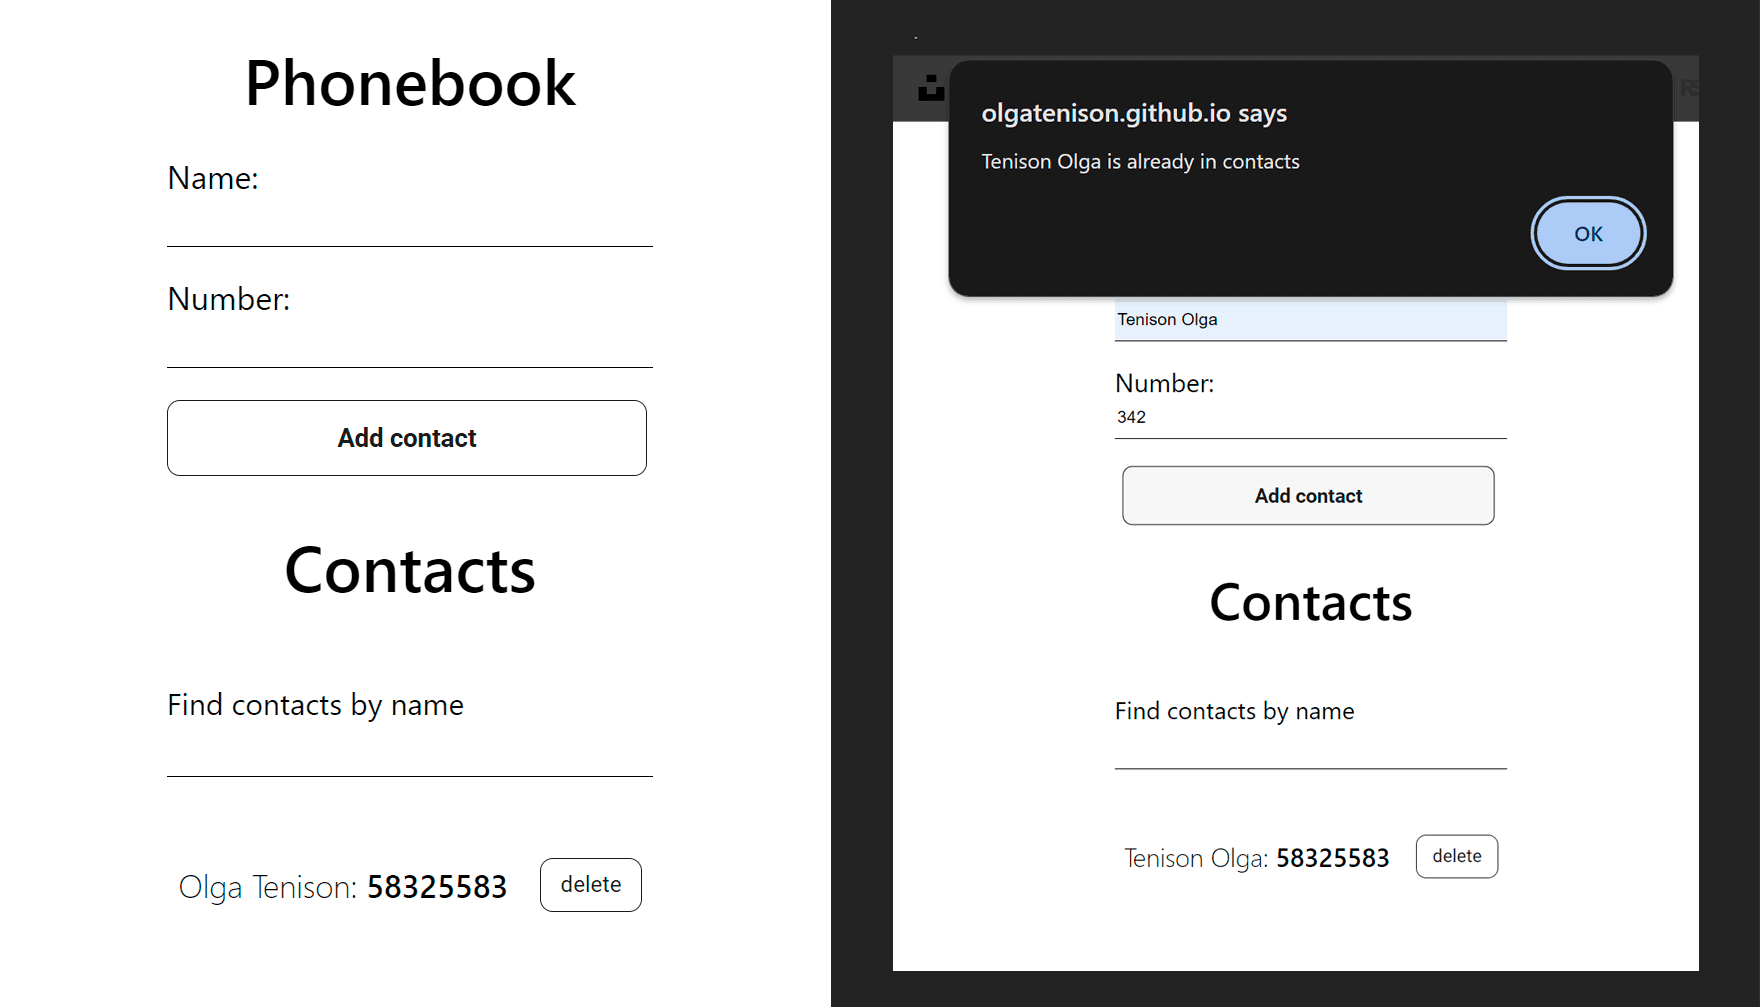 Phonebook
Name:
Number:
Add contact
Contacts
Find contacts by name
Olga Tenison: 58325583
delete
olgatenison.github.io says
Tenison Olga is already in contacts
OK
Tenison Olga
Number:
342
Add contact
Contacts
Find contacts by name
Tenison Olga: 58325583
delete